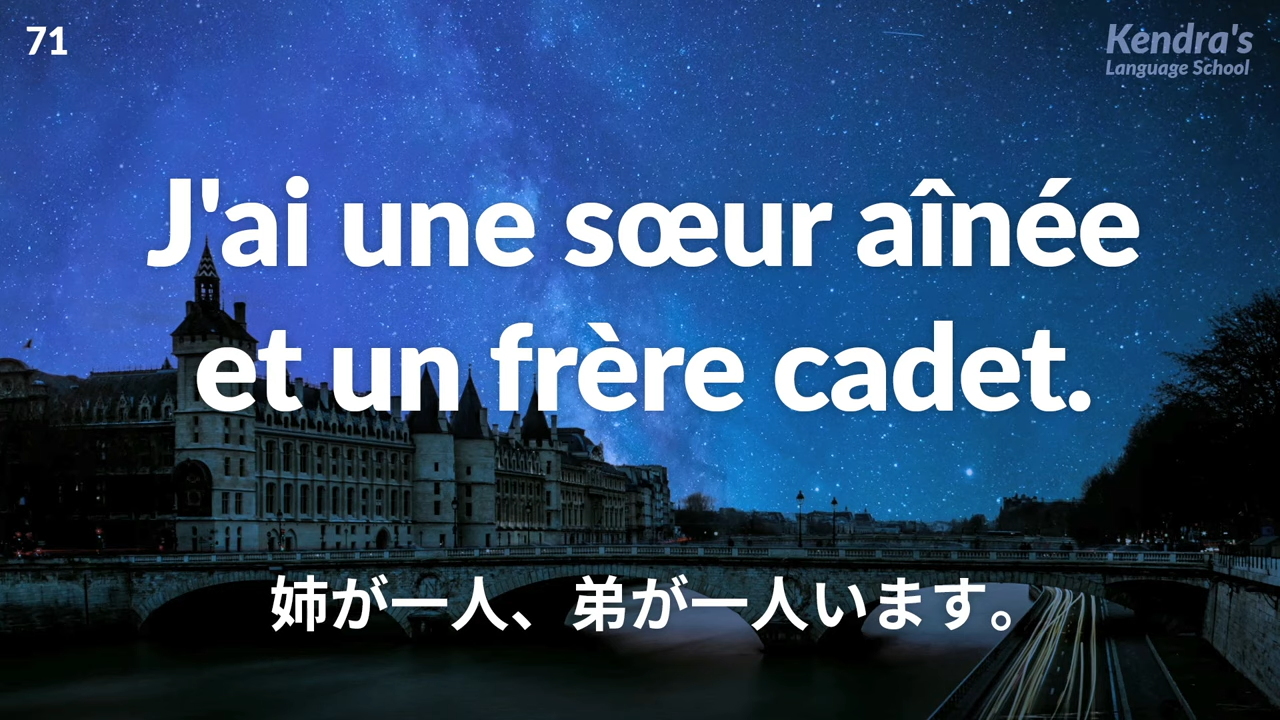 71
Kendra's
Language School
J'ai une sœur aînée
et un frère cadet.
姉が一人、弟が一人います。